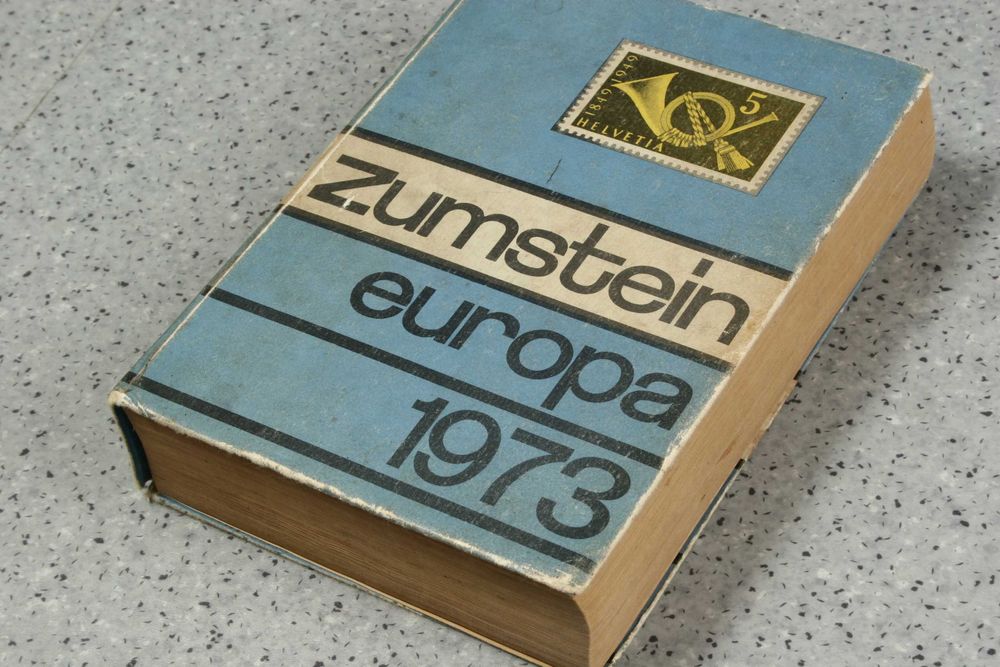 1849 1949
5
HELVETIA
zumstein
europa
1973